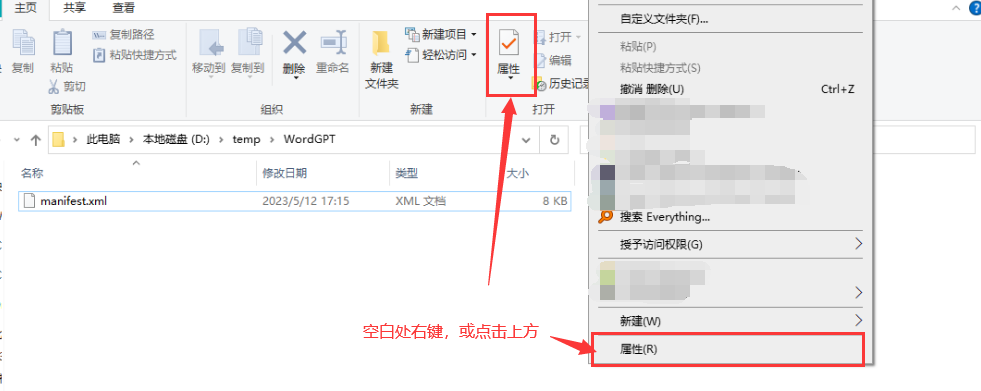 主页 共享 查看
复制
粘贴
复制路径
粘贴快捷方式
剪切
剪贴板
移动到
复制到
删除
重命名
组织
新建
文件夹
新建项目
轻松访问
新建
属性
打开
编辑
历史记录
打开
此电脑 › 本地磁盘 (D:) › temp › WordGPT
名称 修改日期 类型 大小
manifest.xml 2023/5/12 17:15 XML 文档 8 KB
空白处右键，或点击上方
自定义文件夹(F)...
粘贴(P)
粘贴快捷方式(S)
撤消 删除(U) Ctrl+Z
搜索 Everything...
授予访问权限(G)
新建(W)
属性(R)